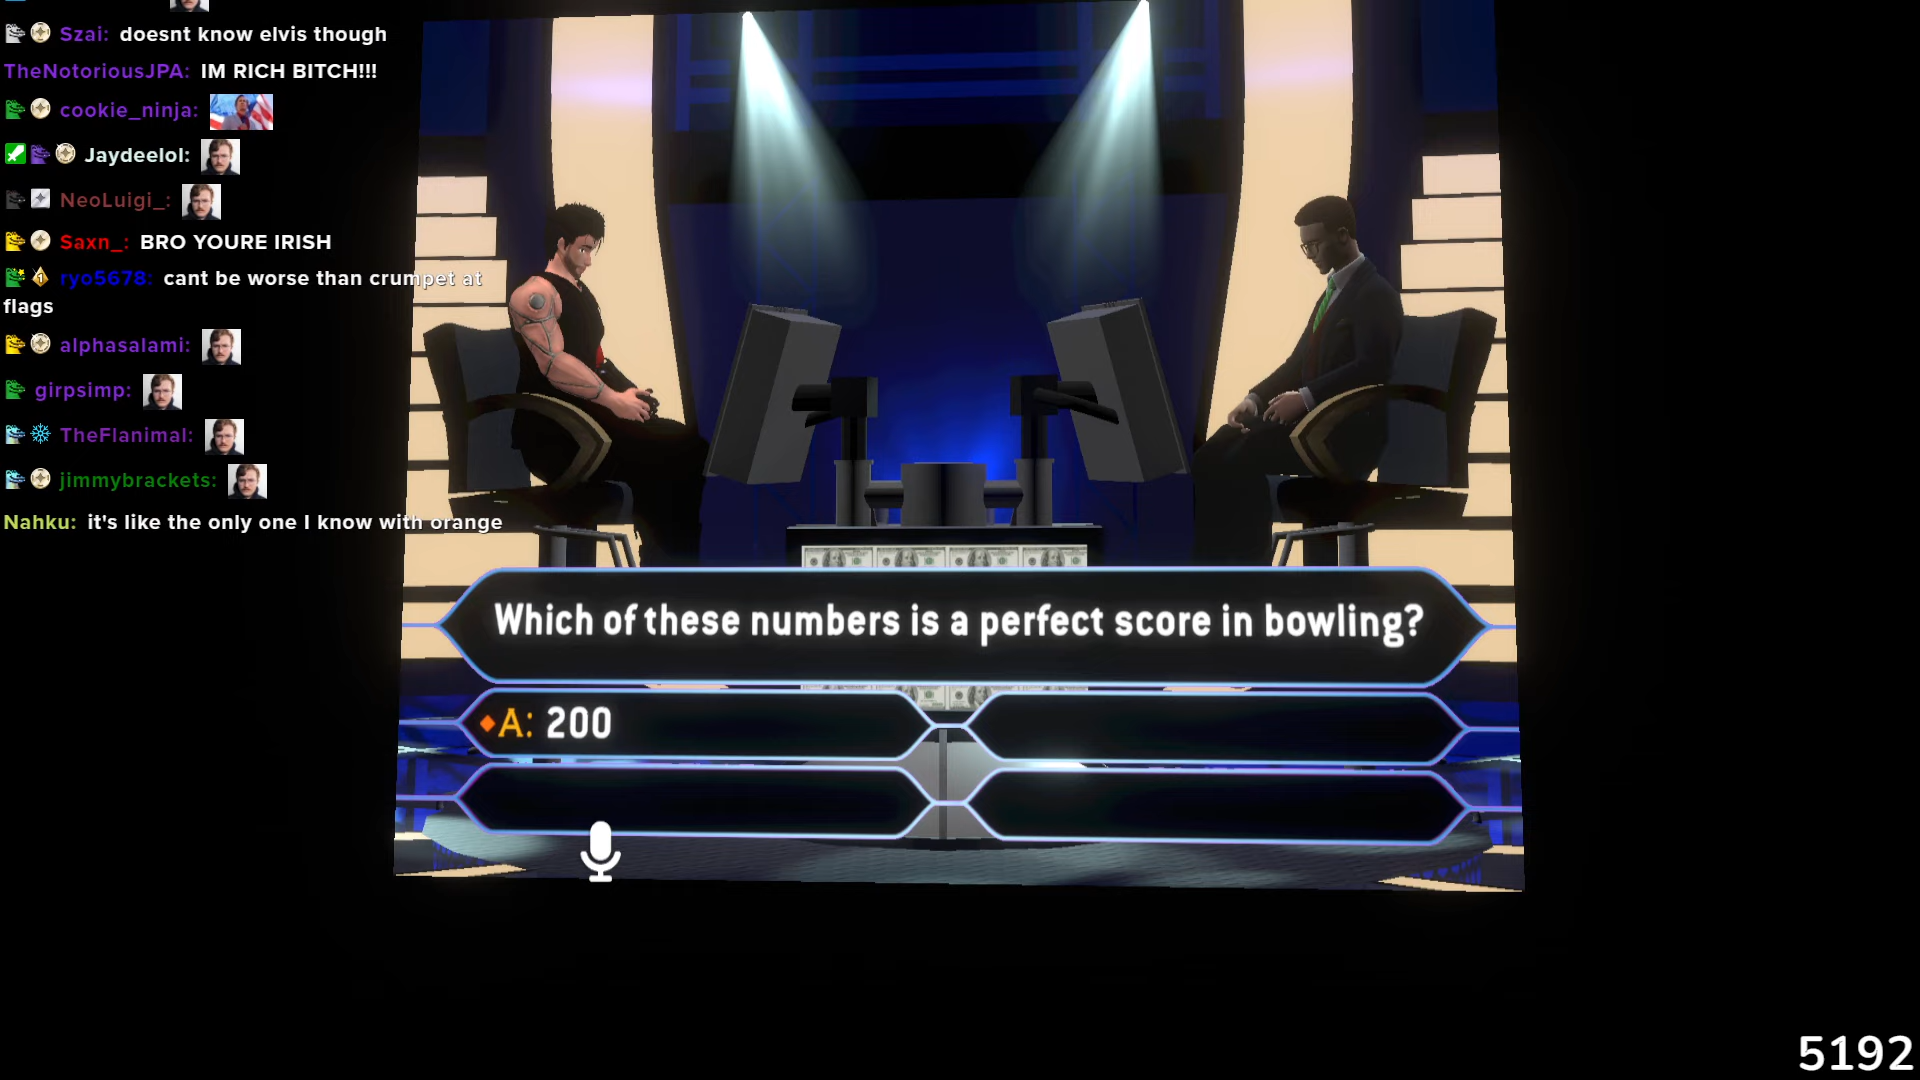 Szai: doesnt know elvis though
TheNotoriousJPA: IM RICH BITCH!!!
cookie_ninja:
Jaydeelol:
NeoLuigi_:
Saxn_: BRO YOURE IRISH
ryo5678: cant be worse than crumpet at
flags
alphasalami:
girpsimp:
TheFlanimal:
jimmybrackets:
Nahku: it's like the only one I know with orange
Which of these numbers is a perfect score in bowling?
A: 200
5192